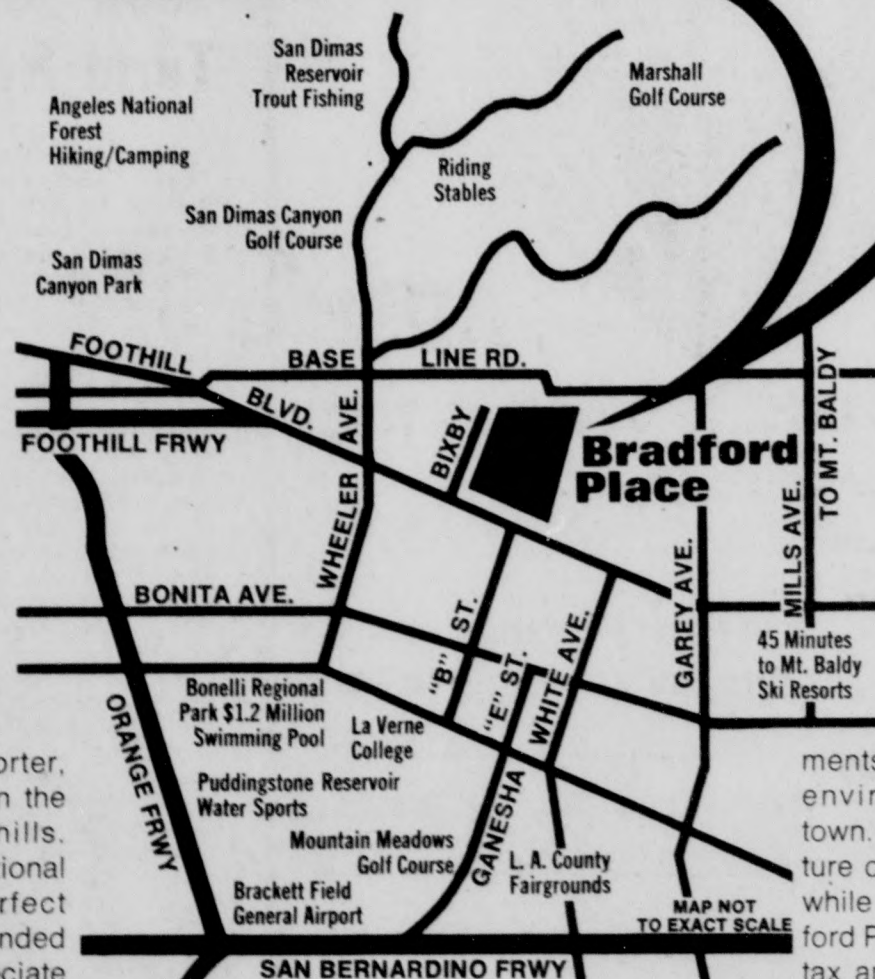 San Dimas
Reservoir
Trout Fishing
Marshall
Golf Course
Angeles National
Forest
Hiking/Camping
Riding
Stables
San Dimas Canyon
Golf Course
San Dimas
Canyon Park
FOOTHILL
BLVD.
BASE LINE RD.
FOOTHILL FRWY
WHEELER AVE.
BIXBY
Bradford
Place
GAREY AVE.
MILLS AVE.
TO MT. BALDY
BONITA AVE.
"B" ST.
"E" ST.
WHITE AVE.
45 Minutes
to Mt. Baldy
Ski Resorts
ORANGE FRWY
Bonelli Regional
Park $1.2 Million
Swimming Pool
La Verne
College
Puddingstone Reservoir
Water Sports
Mountain Meadows
Golf Course
GANESHA
L. A. County
Fairgrounds
Brackett Field
General Airport
MAP NOT
TO EXACT SCALE
SAN BERNARDINO FRWY
orter,
n the
hills.
ional
rfect
nded
ciate
ments
envir
town.
ture c
while
ford P
tax a